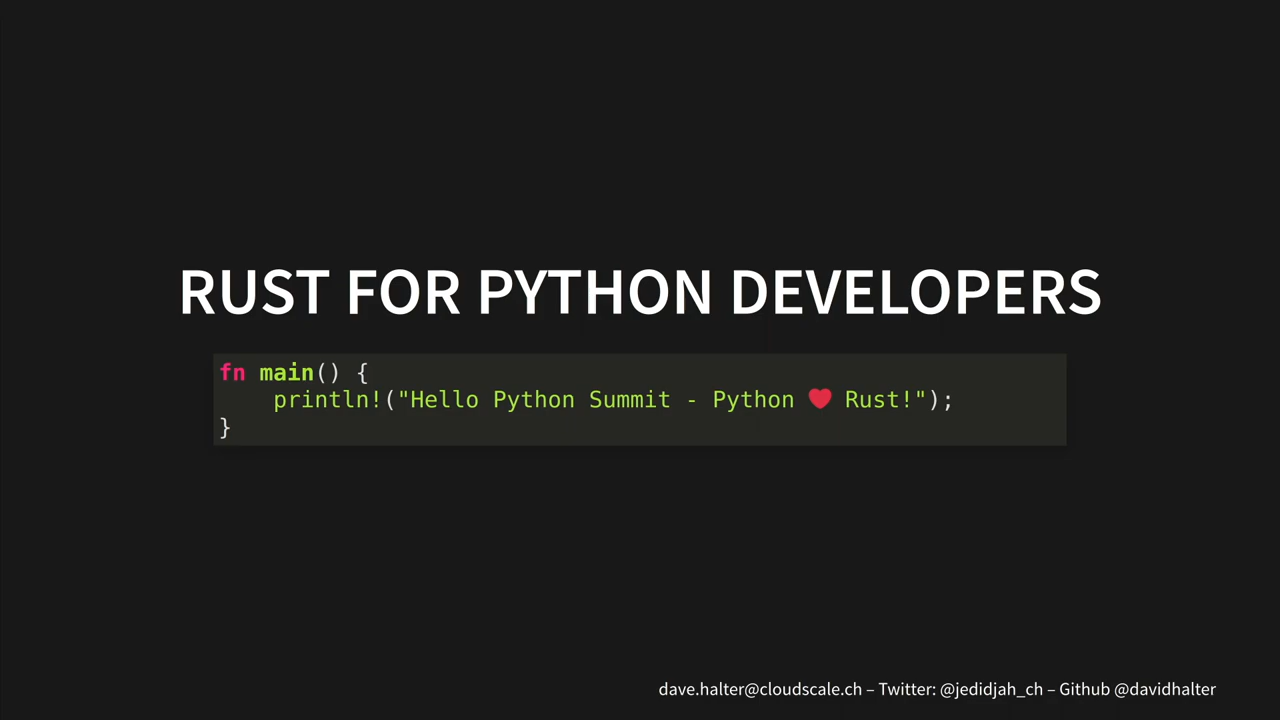 RUST FOR PYTHON DEVELOPERS
fn main() {
    println!("Hello Python Summit - Python ❤ Rust!");
}
dave.halter@cloudscale.ch – Twitter: @jedidjah_ch – Github @davidhalter